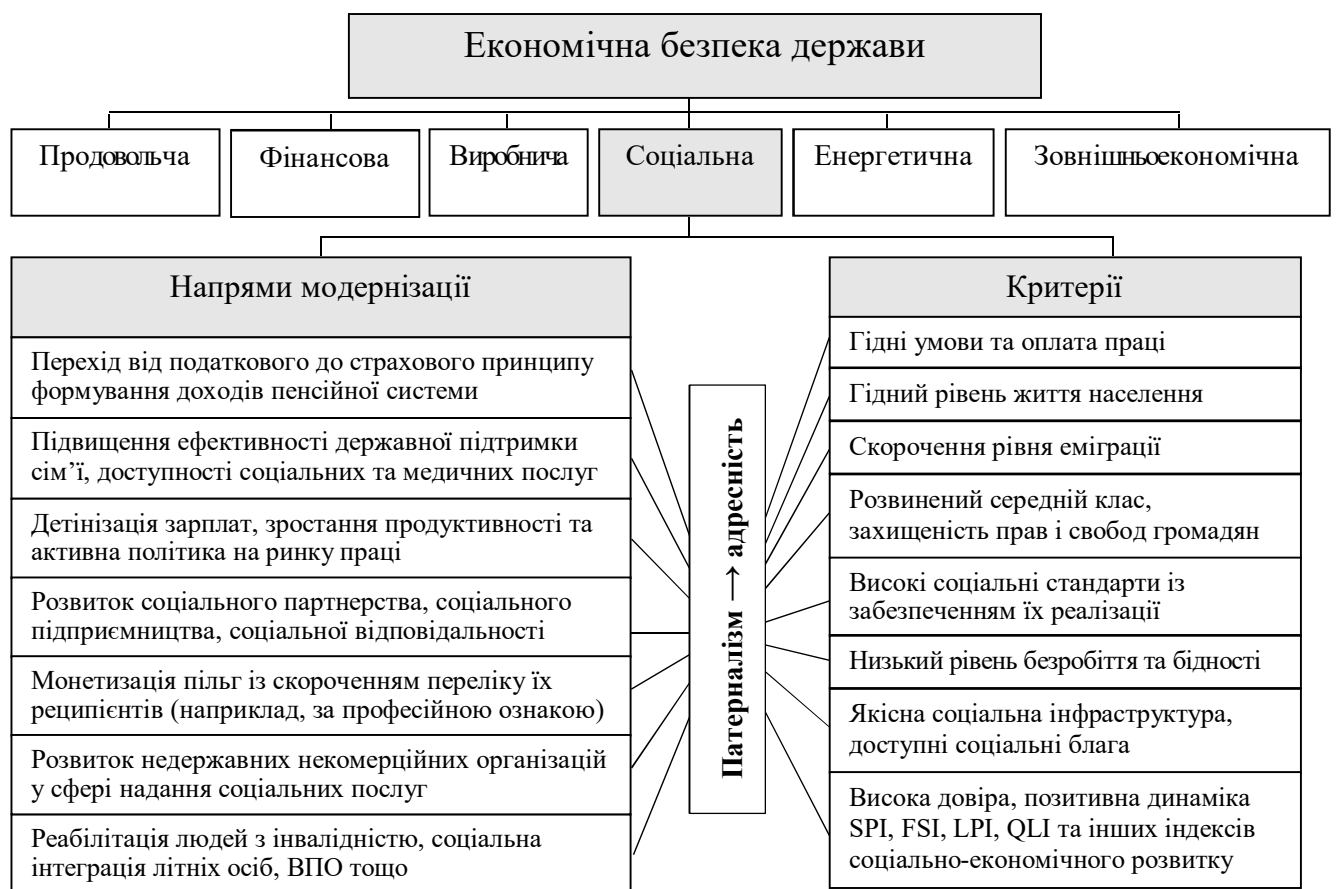 Економічна безпека держави
Продовольча
Фінансова
Виробнича
Соціальна
Енергетична
Зовнішньоекономічна
Напрями модернізації
Перехід від податкового до страхового принципу
формування доходів пенсійної системи
Підвищення ефективності державної підтримки
сім’ї, доступності соціальних та медичних послуг
Детінізація зарплат, зростання продуктивності та
активна політика на ринку праці
Розвиток соціального партнерства, соціального
підприємництва, соціальної відповідальності
Монетизація пільг із скороченням переліку їх
реципієнтів (наприклад, за професійною ознакою)
Розвиток недержавних некомерційних організацій
у сфері надання соціальних послуг
Реабілітація людей з інвалідністю, соціальна
інтеграція літніх осіб, ВПО тощо
Патерналізм → адресність
Критерії
Гідні умови та оплата праці
Гідний рівень життя населення
Скорочення рівня еміграції
Розвинений середній клас,
захищеність прав і свобод громадян
Високі соціальні стандарти із
забезпеченням їх реалізації
Низький рівень безробіття та бідності
Якісна соціальна інфраструктура,
доступні соціальні блага
Висока довіра, позитивна динаміка
SPI, FSI, LPI, QLI та інших індексів
соціально-економічного розвитку